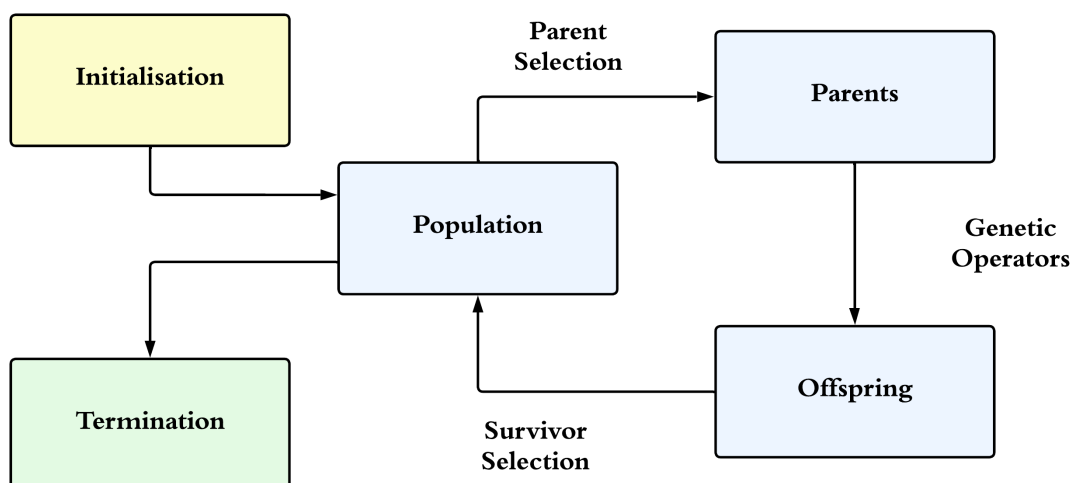 Initialisation
Parent
Selection
Parents
Population
Genetic
Operators
Termination
Offspring
Survivor
Selection